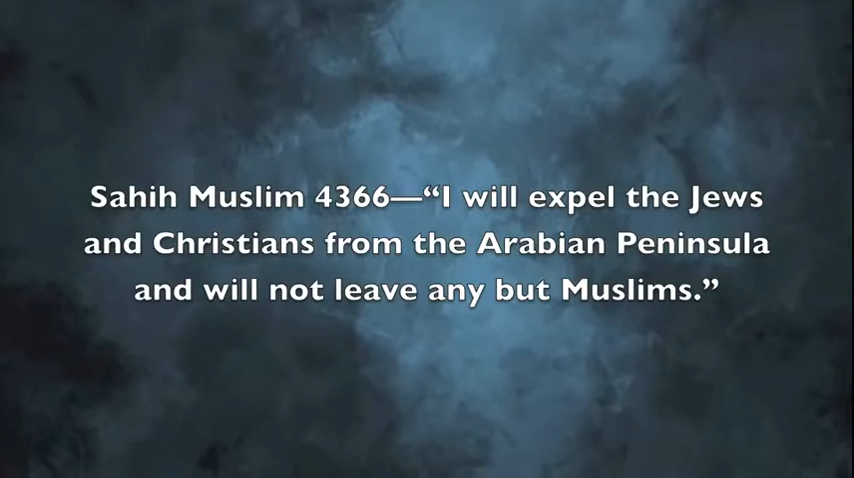 Sahih Muslim 4366—“I will expel the Jews
and Christians from the Arabian Peninsula
and will not leave any but Muslims.”